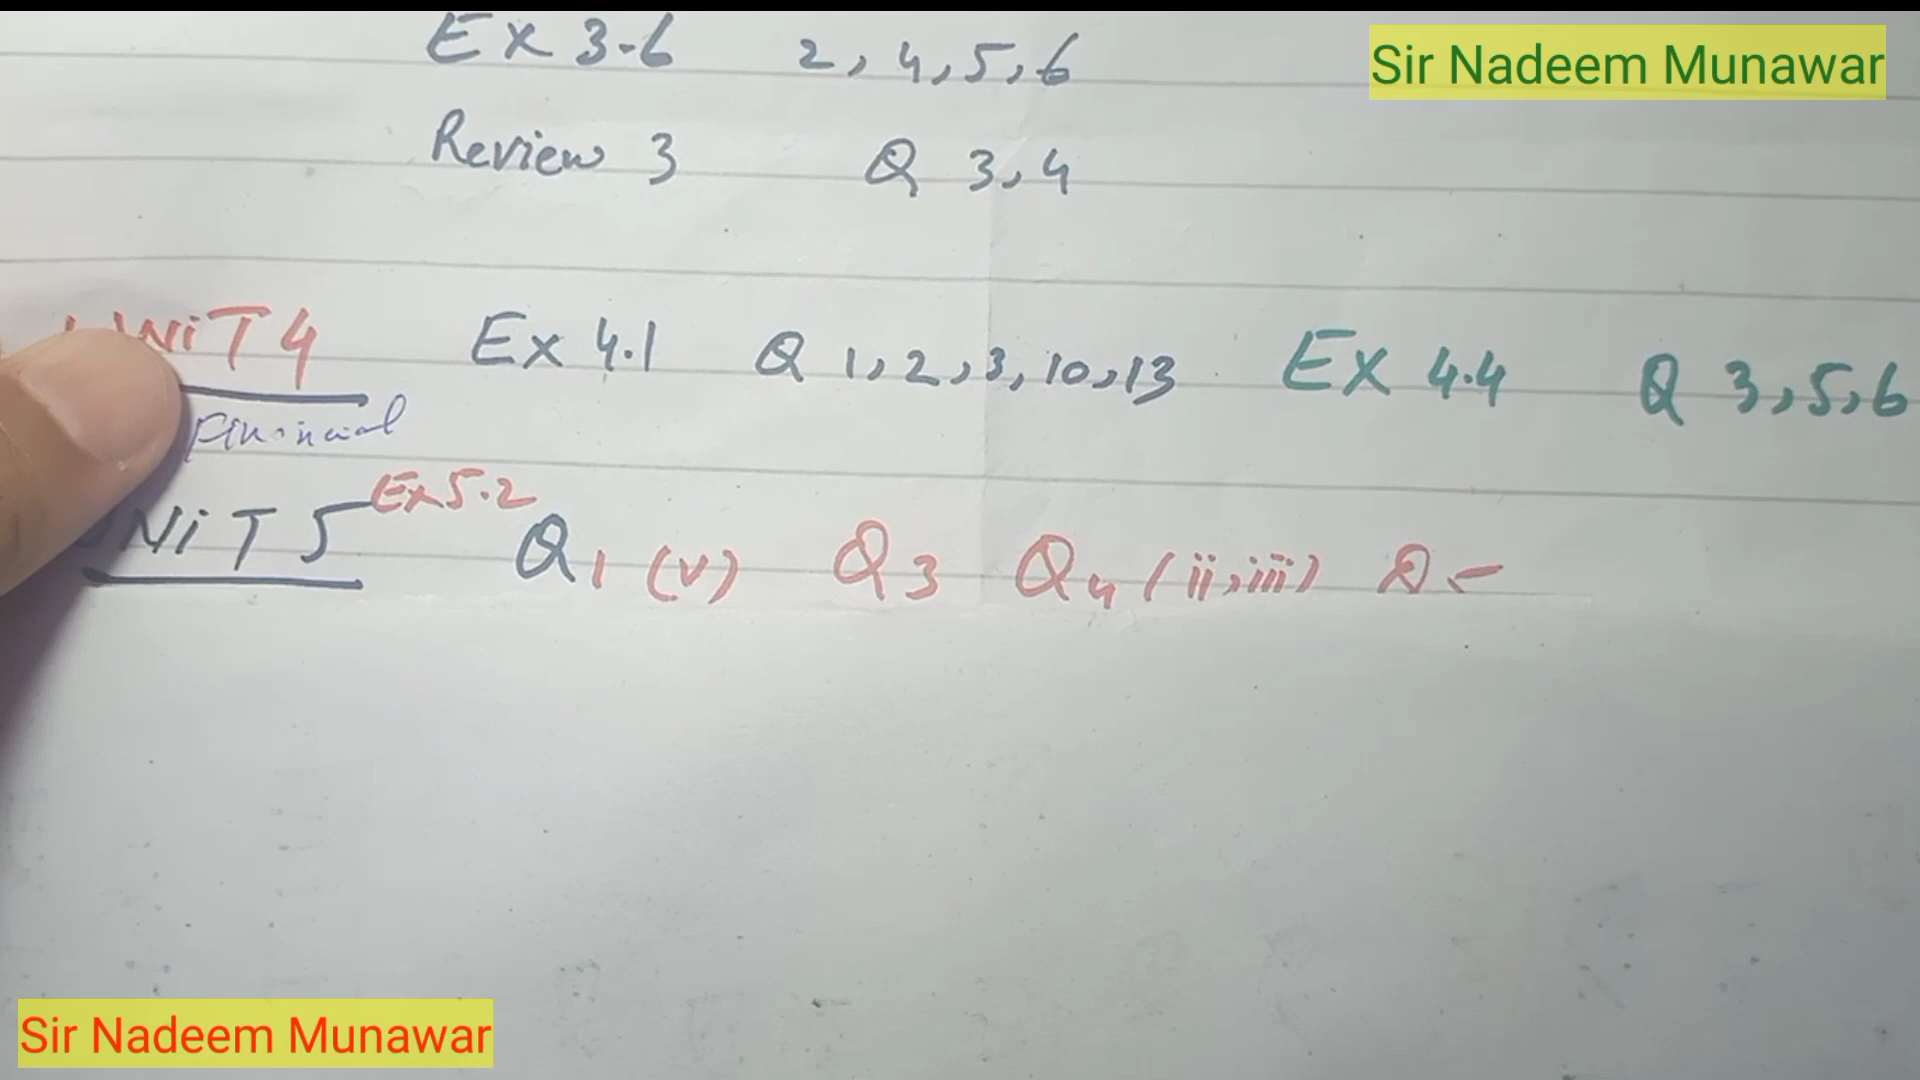 Ex 3.6 2, 4, 5, 6
Sir Nadeem Munawar
Review 3 Q 3, 4
UNiT 4 Ex 4.1 Q 1, 2, 3, 10, 13 Ex 4.4 Q 3, 5, 6
Financial
Ex 5.2
UNiT 5 Q1 (v) Q3 Q4 (ii, iii)
Sir Nadeem Munawar